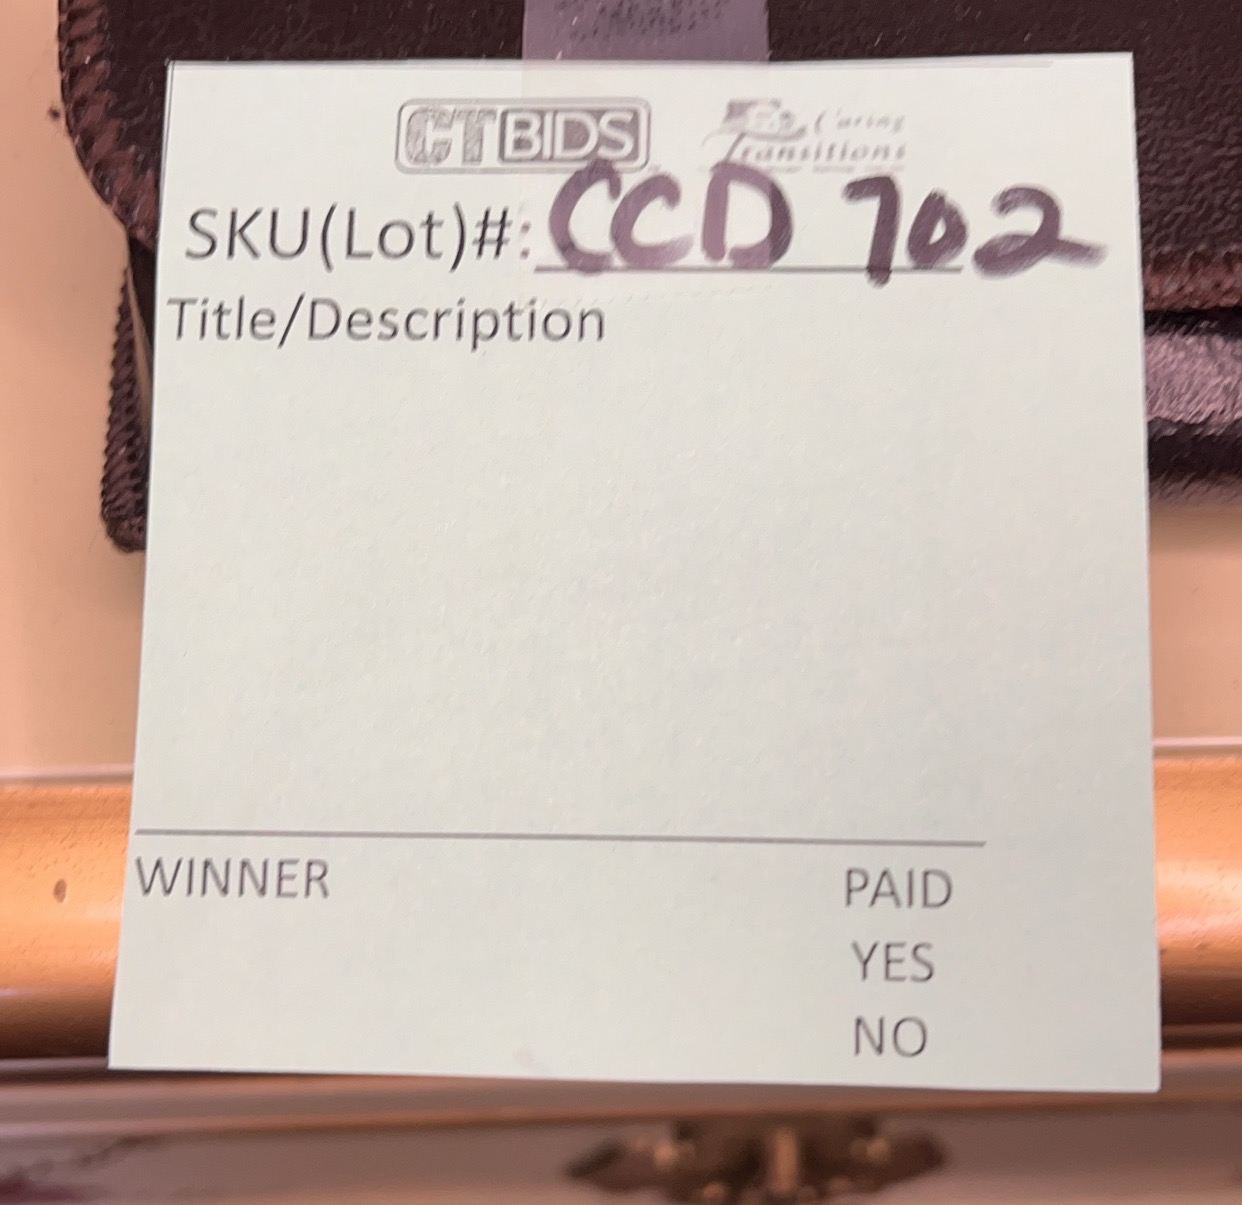 CTBIDS Caring
Transitions
SKU(Lot)#: CCD 702
Title/Description
WINNER PAID
YES
NO